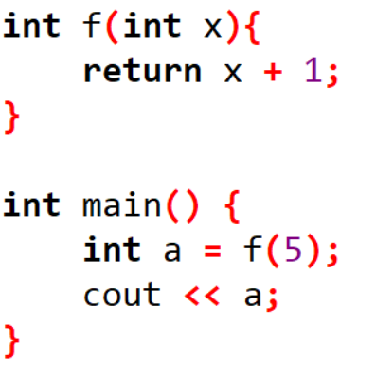 int f(int x){
    return x + 1;
}

int main() {
    int a = f(5);
    cout << a;
}